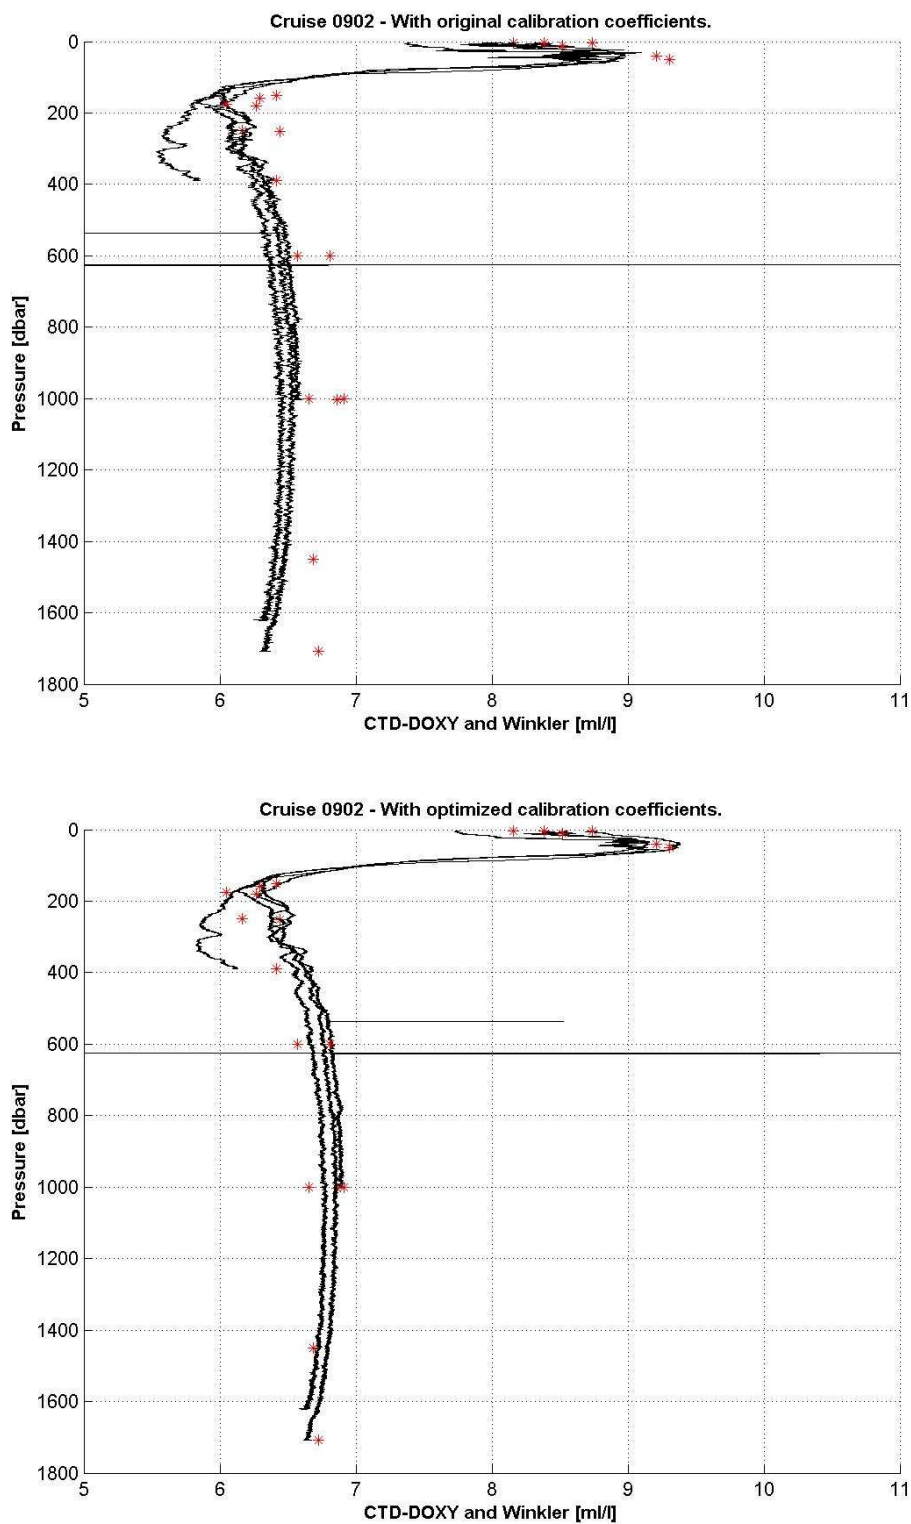 Cruise 0902 - With original calibration coefficients.
0
200
400
600
800
1000
1200
1400
1600
1800
Pressure [dbar]
5 6 7 8 9 10 11
CTD-DOXY and Winkler [ml/l]
Cruise 0902 - With optimized calibration coefficients.
0
200
400
600
800
1000
1200
1400
1600
1800
Pressure [dbar]
5 6 7 8 9 10 11
CTD-DOXY and Winkler [ml/l]